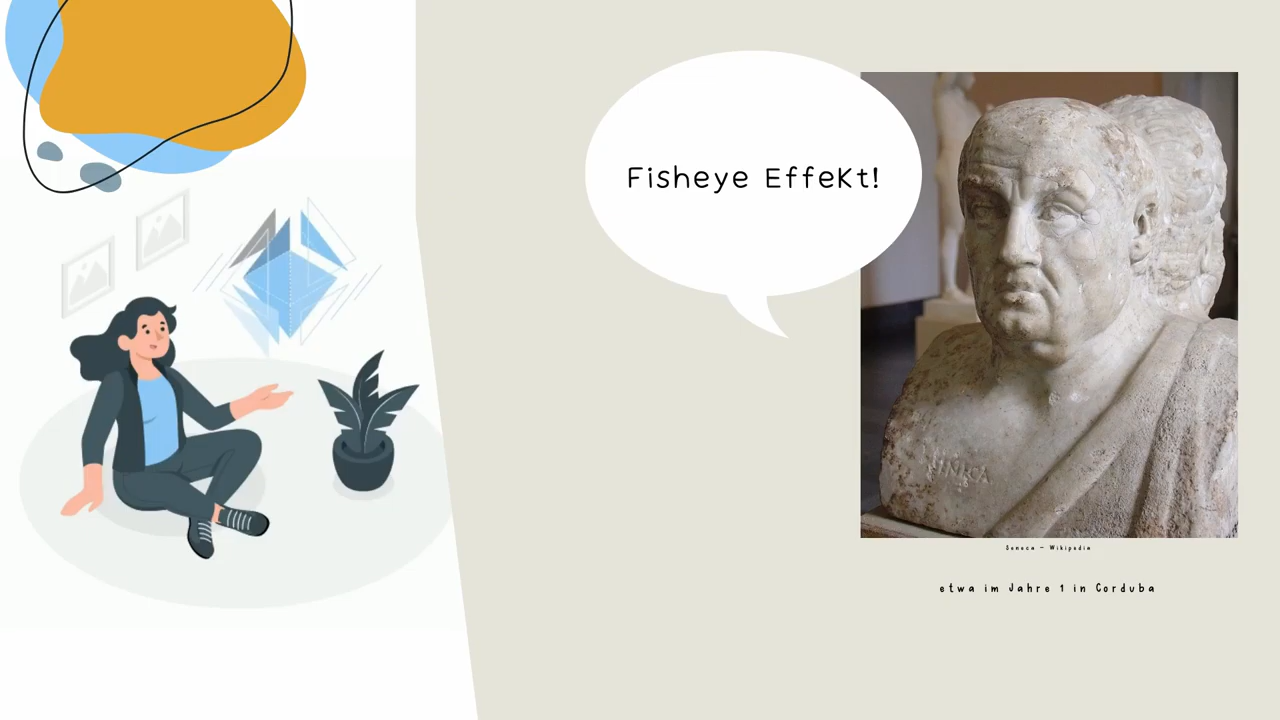 Fisheye Effekt!
Seneca – Wikipedia
etwa im Jahre 1 in Corduba